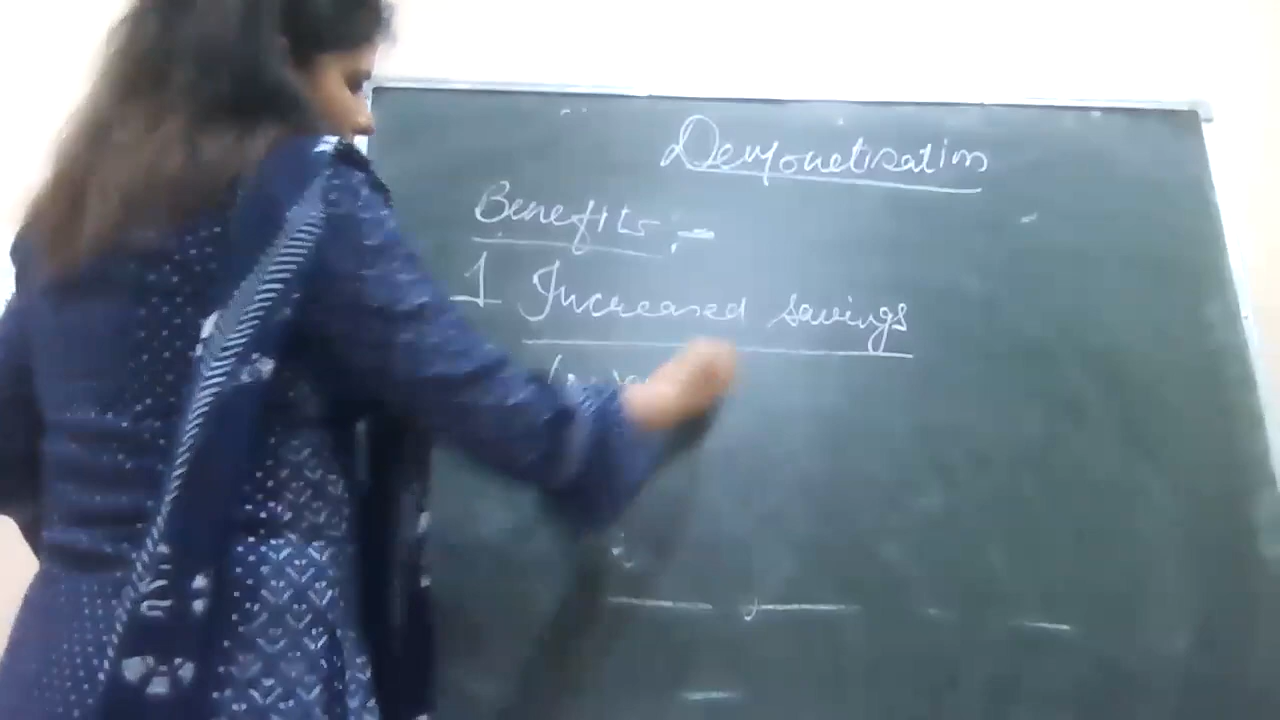 Demonetisation
Benefits :-
1 Increased savings